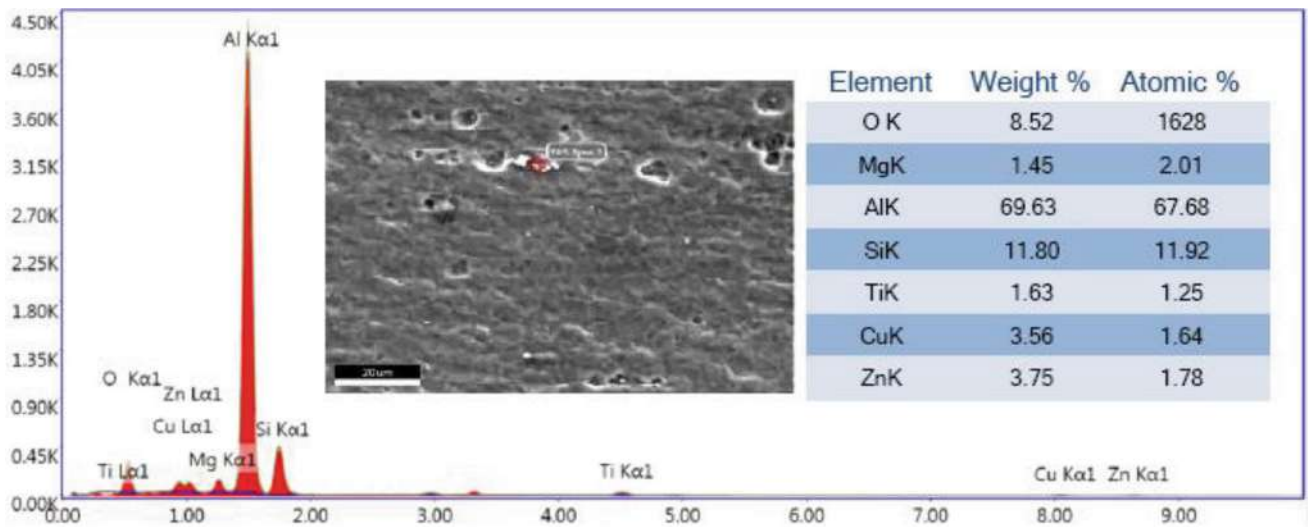 4.50K
4.05K
3.60K
3.15K
2.70K
2.25K
1.80K
1.35K
0.90K
0.45K
0.00K
0.00 1.00 2.00 3.00 4.00 5.00 6.00 7.00 8.00 9.00
Al Kα1
O Kα1
Zn Lα1
Cu Lα1
Si Kα1
Ti Lα1
Mg Kα1
Ti Kα1
Cu Kα1 Zn Kα1
20um
Element Weight % Atomic %
O K 8.52 1628
MgK 1.45 2.01
AlK 69.63 67.68
SiK 11.80 11.92
TiK 1.63 1.25
CuK 3.56 1.64
ZnK 3.75 1.78